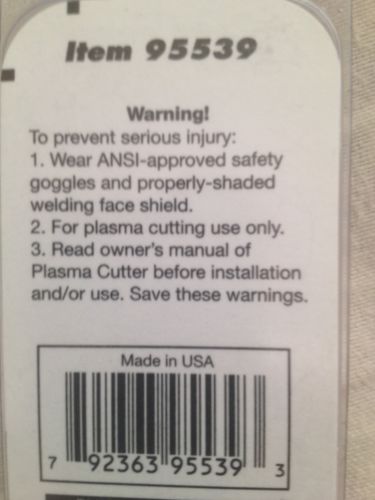 Item 95539
Warning!
To prevent serious injury:
1. Wear ANSI-approved safety
goggles and properly-shaded
welding face shield.
2. For plasma cutting use only.
3. Read owner's manual of
Plasma Cutter before installation
and/or use. Save these warnings.
Made in USA
7 92363 95539 3